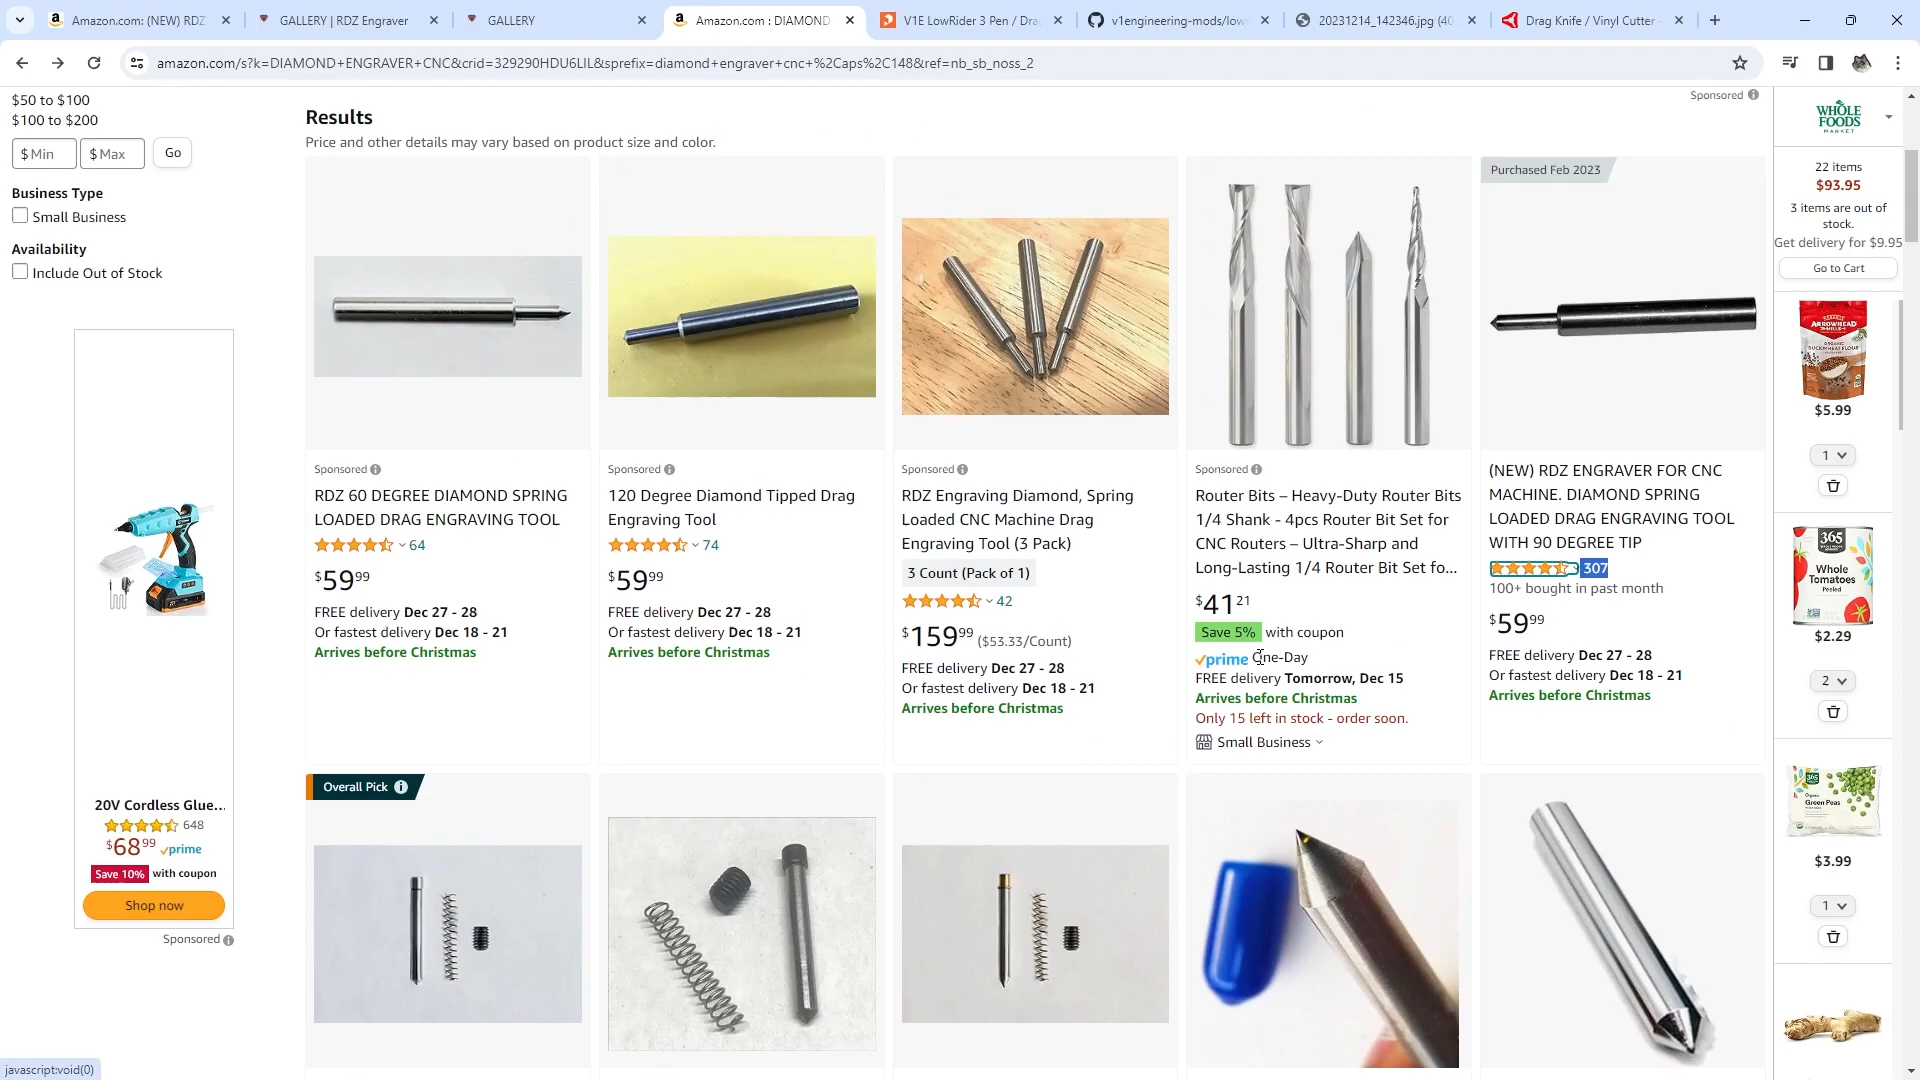 Amazon.com: (NEW) RDZ
GALLERY | RDZ Engraver
GALLERY
Amazon.com : DIAMOND
V1E LowRider 3 Pen / Dra
v1engineering-mods/low
20231214_142346.jpg (40
Drag Knife / Vinyl Cutter -
amazon.com/s?k=DIAMOND+ENGRAVER+CNC&crid=329290HDU6LIL&sprefix=diamond+engraver+cnc+%2Caps%2C148&ref=nb_sb_noss_2
$50 to $100
$100 to $200
$ Min
$ Max
Go
Business Type
Small Business
Availability
Include Out of Stock
20V Cordless Glue...
648
$68 99 prime
Save 10% with coupon
Shop now
Sponsored
Sponsored
Results
Price and other details may vary based on product size and color.
Sponsored
RDZ 60 DEGREE DIAMOND SPRING
LOADED DRAG ENGRAVING TOOL
64
$59 99
FREE delivery Dec 27 - 28
Or fastest delivery Dec 18 - 21
Arrives before Christmas
Sponsored
120 Degree Diamond Tipped Drag
Engraving Tool
74
$59 99
FREE delivery Dec 27 - 28
Or fastest delivery Dec 18 - 21
Arrives before Christmas
Sponsored
RDZ Engraving Diamond, Spring
Loaded CNC Machine Drag
Engraving Tool (3 Pack)
3 Count (Pack of 1)
42
$159 99 ($53.33/Count)
FREE delivery Dec 27 - 28
Or fastest delivery Dec 18 - 21
Arrives before Christmas
Sponsored
Router Bits – Heavy-Duty Router Bits
1/4 Shank - 4pcs Router Bit Set for
CNC Routers – Ultra-Sharp and
Long-Lasting 1/4 Router Bit Set fo...
$41 21
Save 5% with coupon
prime One-Day
FREE delivery Tomorrow, Dec 15
Arrives before Christmas
Only 15 left in stock - order soon.
Small Business
Purchased Feb 2023
(NEW) RDZ ENGRAVER FOR CNC
MACHINE. DIAMOND SPRING
LOADED DRAG ENGRAVING TOOL
WITH 90 DEGREE TIP
307
100+ bought in past month
$59 99
FREE delivery Dec 27 - 28
Or fastest delivery Dec 18 - 21
Arrives before Christmas
Overall Pick
WHOLE
FOODS
MARKET
22 items
$93.95
3 items are out of
stock.
Get delivery for $9.95
Go to Cart
ARROWHEAD
MILLS
$5.99
1
365
Whole
Tomatoes
Peeled
$2.29
2
365
Green Peas
$3.99
1
javascript:void(0)